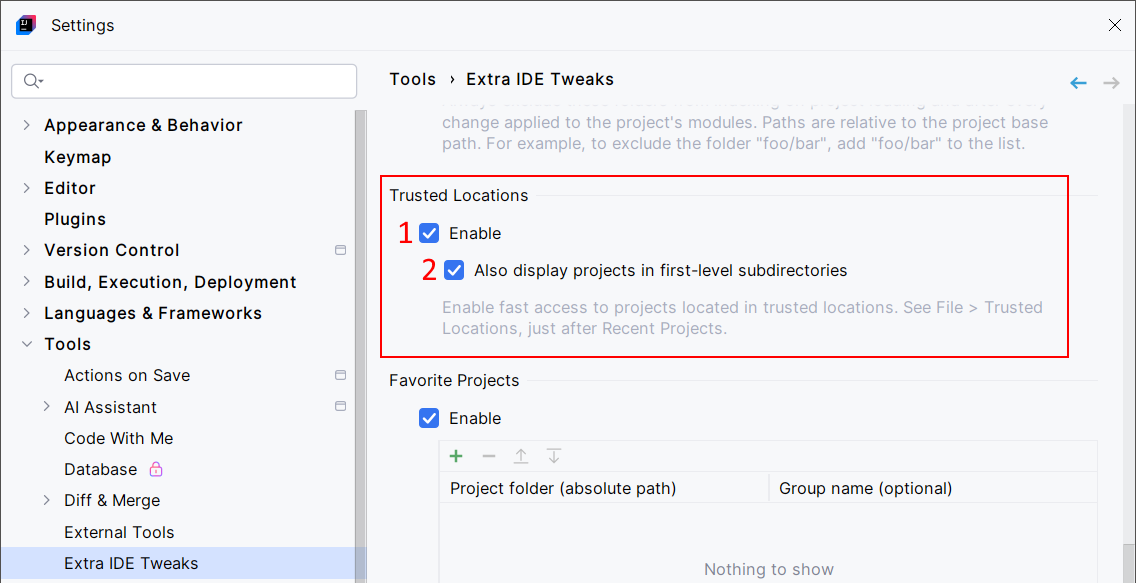 Settings
Tools › Extra IDE Tweaks
Appearance & Behavior
Keymap
Editor
Plugins
Version Control
Build, Execution, Deployment
Languages & Frameworks
Tools
Actions on Save
AI Assistant
Code With Me
Database
Diff & Merge
External Tools
Extra IDE Tweaks
change applied to the project's modules. Paths are relative to the project base
path. For example, to exclude the folder "foo/bar", add "foo/bar" to the list.
Trusted Locations
1 Enable
2 Also display projects in first-level subdirectories
Enable fast access to projects located in trusted locations. See File > Trusted
Locations, just after Recent Projects.
Favorite Projects
Enable
Project folder (absolute path) Group name (optional)
Nothing to show